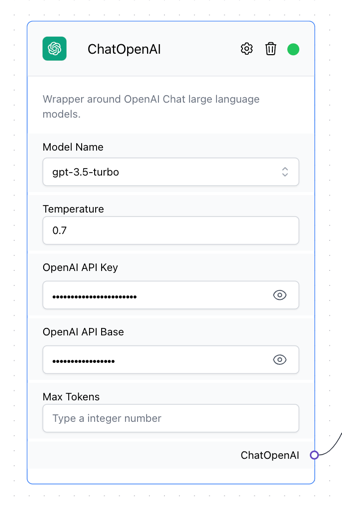 ChatOpenAI
Wrapper around OpenAI Chat large language
models.
Model Name
gpt-3.5-turbo
Temperature
0.7
OpenAI API Key
•••••••••••••••••••••••
OpenAI API Base
•••••••••••••••••
Max Tokens
Type a integer number
ChatOpenAI